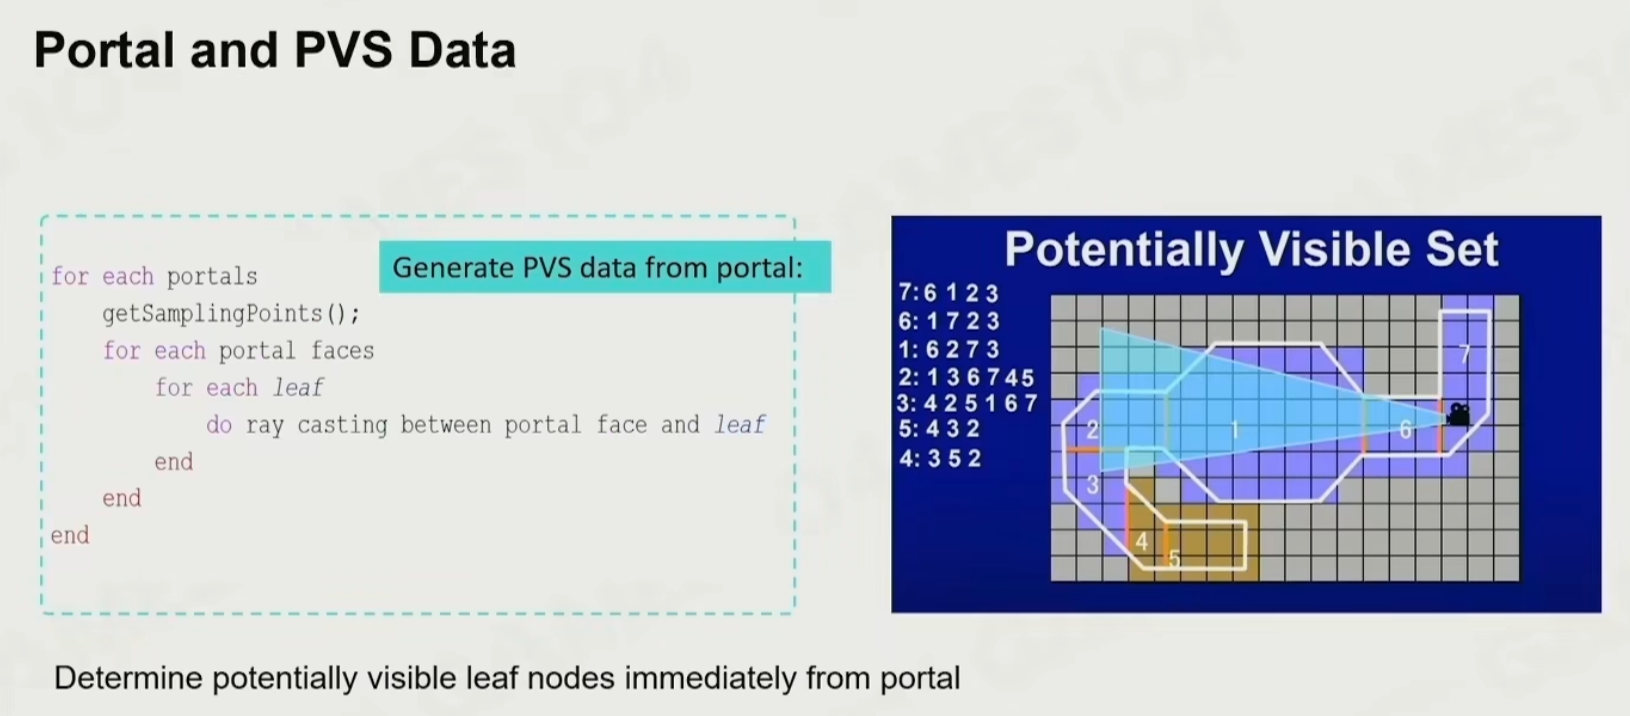 Portal and PVS Data
Generate PVS data from portal:
for each portals
getSamplingPoints();
for each portal faces
for each leaf
do ray casting between portal face and leaf
end
end
end
Potentially Visible Set
7:6 1 2 3
6: 1 7 2 3
1: 6 2 7 3
2: 1 3 6 7 4 5
3: 4 2 5 1 6 7
5: 4 3 2
4: 3 5 2
7
2 1 6
3
4
5
Determine potentially visible leaf nodes immediately from portal